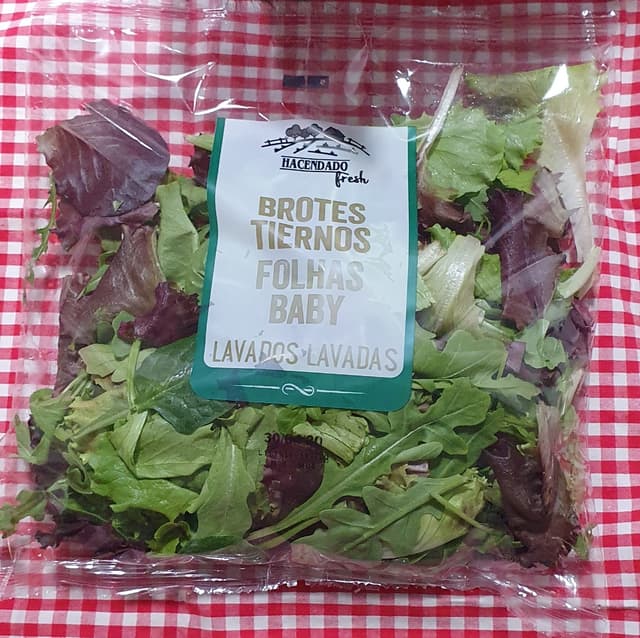 HACENDADO
fresh
BROTES
TIERNOS
FOLHAS
BABY
LAVADOS·LAVADAS